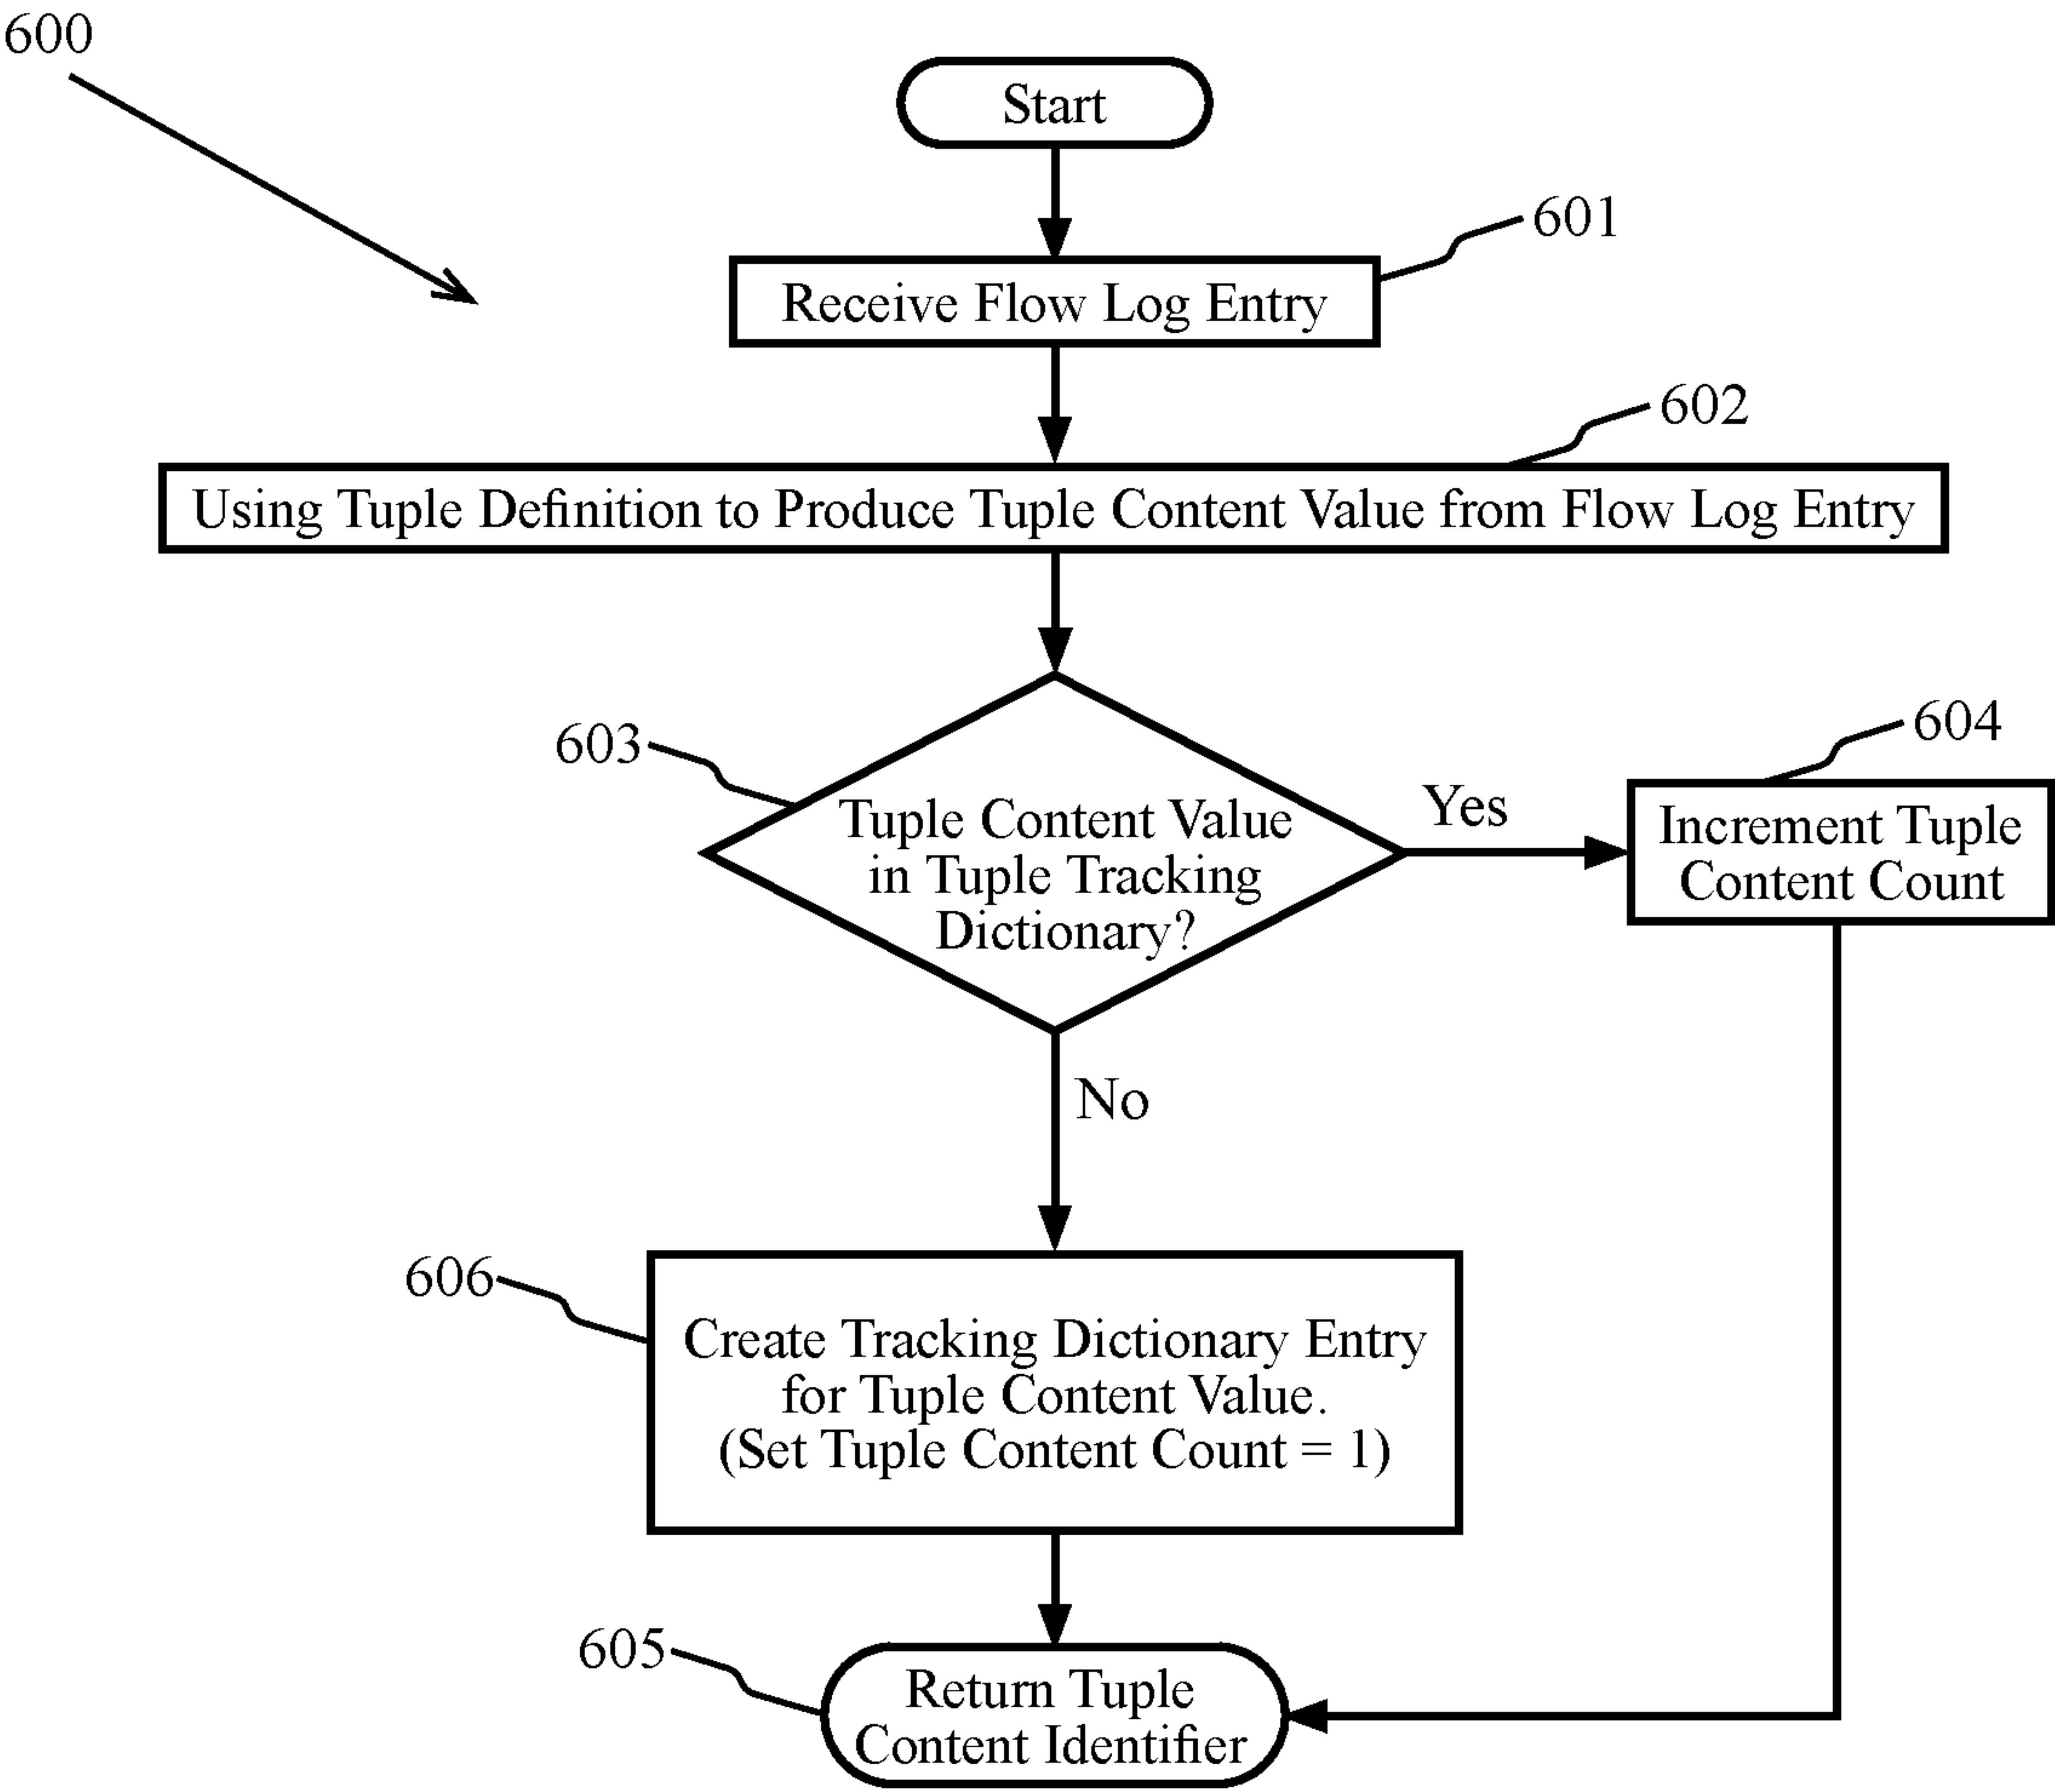 600
Start
601
Receive Flow Log Entry
602
Using Tuple Definition to Produce Tuple Content Value from Flow Log Entry
603
Tuple Content Value
in Tuple Tracking
Dictionary?
Yes
604
Increment Tuple
Content Count
No
606
Create Tracking Dictionary Entry
for Tuple Content Value.
(Set Tuple Content Count = 1)
605
Return Tuple
Content Identifier